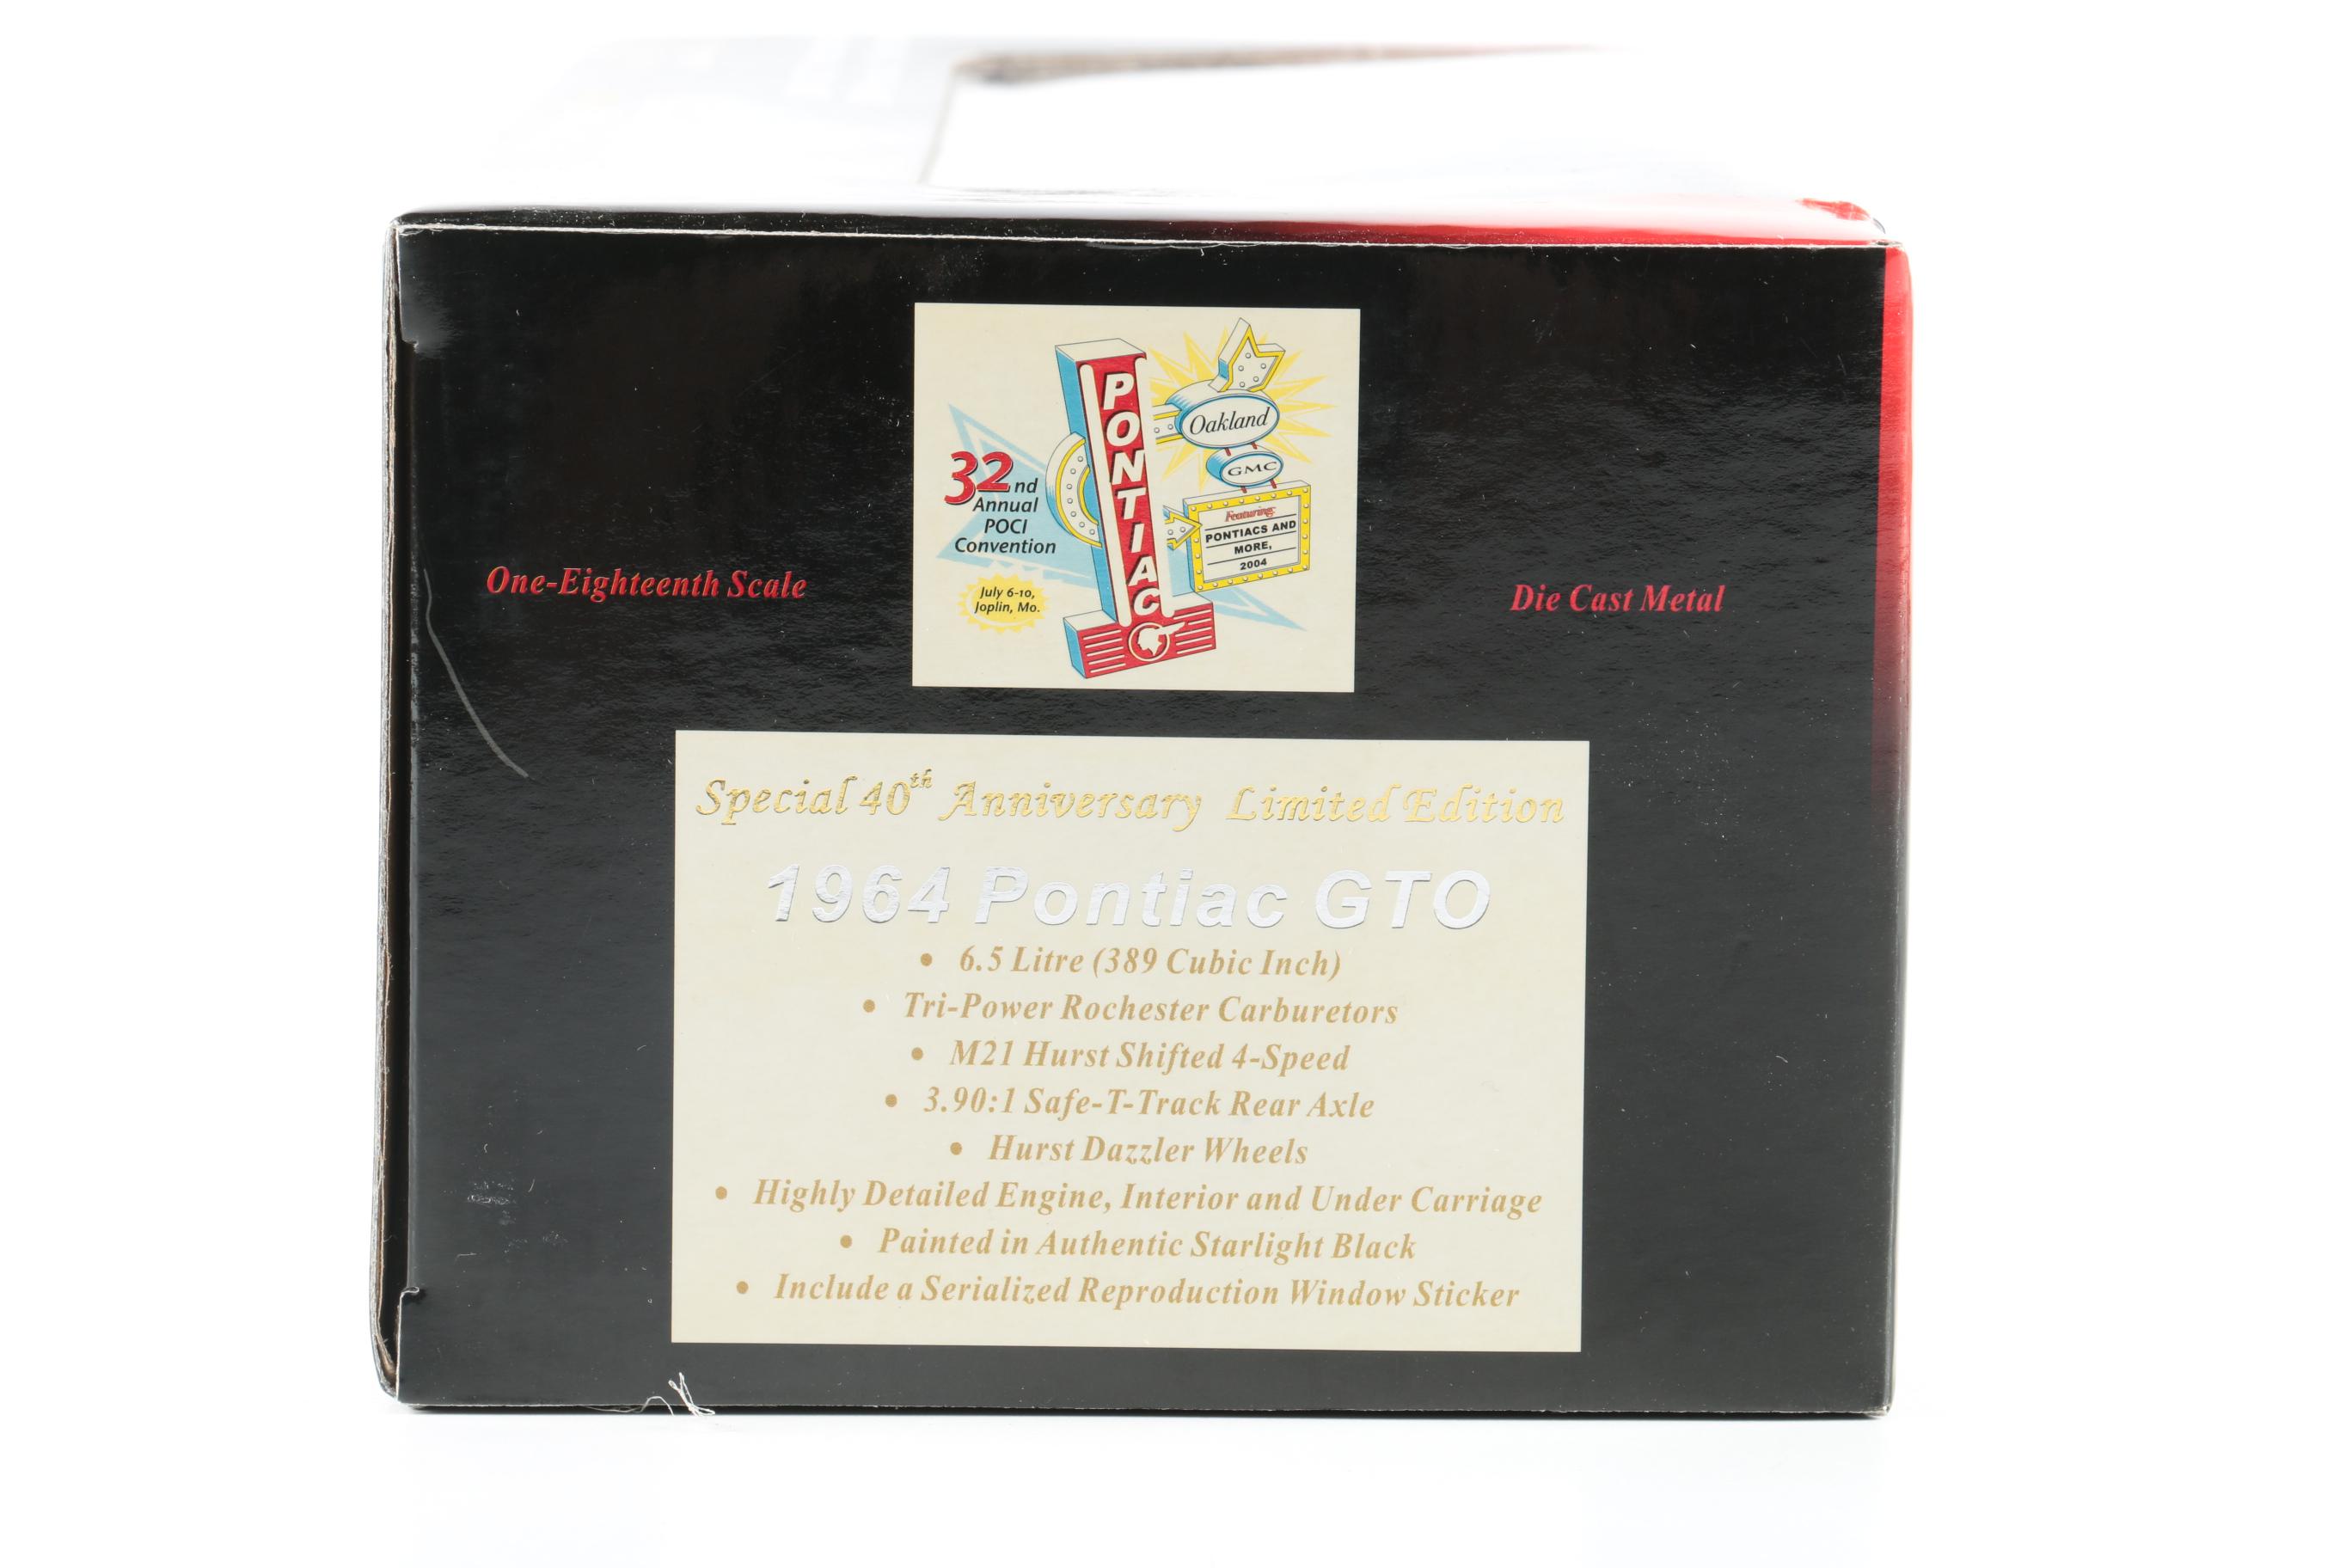 PONTIAC
Oakland
GMC
32nd
Annual
POCI
Convention
July 6-10,
Joplin, Mo.
Featuring:
PONTIACS AND
MORE,
2004
One-Eighteenth Scale
Die Cast Metal
Special 40th Anniversary Limited Edition
1964 Pontiac GTO
• 6.5 Litre (389 Cubic Inch)
• Tri-Power Rochester Carburetors
• M21 Hurst Shifted 4-Speed
• 3.90:1 Safe-T-Track Rear Axle
• Hurst Dazzler Wheels
• Highly Detailed Engine, Interior and Under Carriage
• Painted in Authentic Starlight Black
• Include a Serialized Reproduction Window Sticker